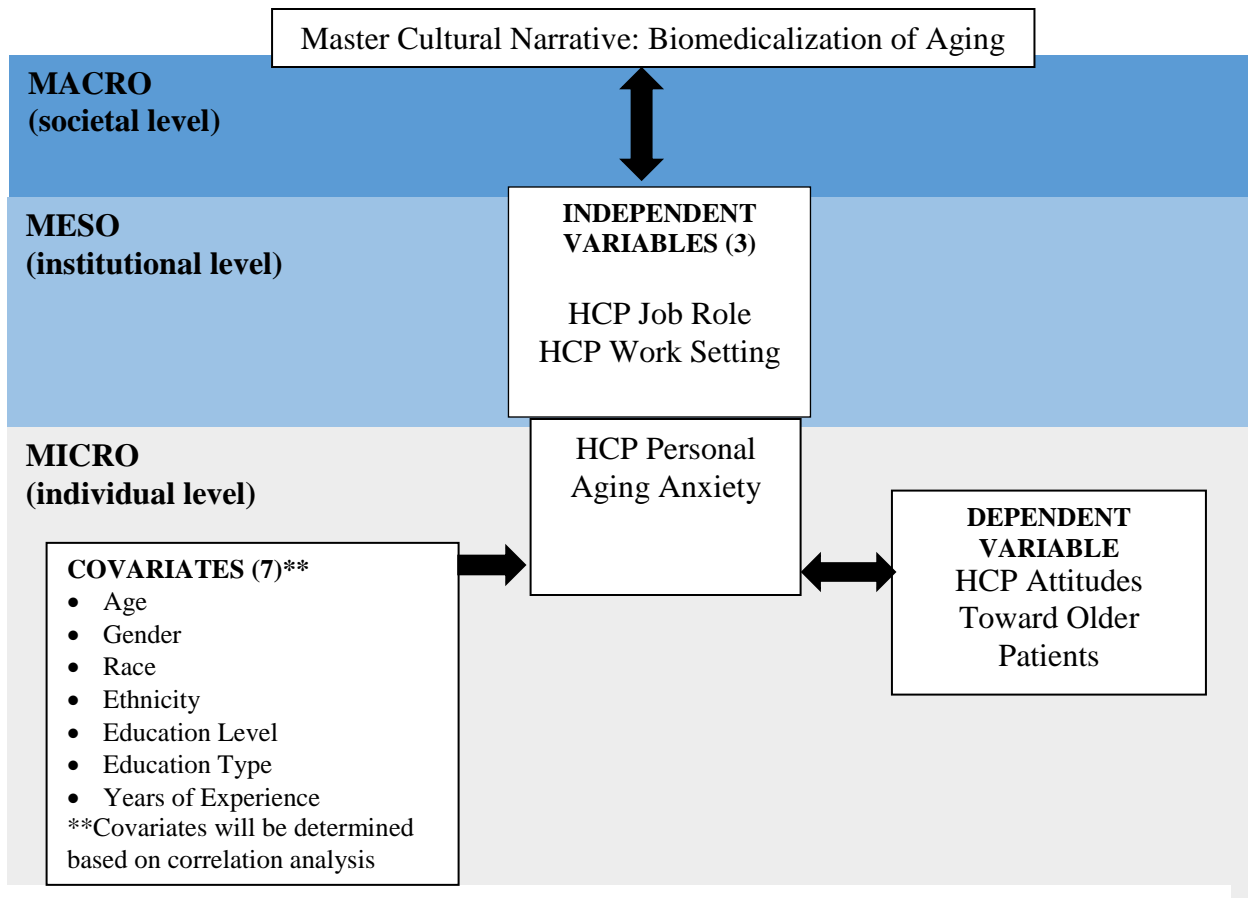 Master Cultural Narrative: Biomedicalization of Aging
MACRO
(societal level)
MESO
(institutional level)
INDEPENDENT
VARIABLES (3)
HCP Job Role
HCP Work Setting
MICRO
(individual level)
HCP Personal
Aging Anxiety
COVARIATES (7)**
• Age
• Gender
• Race
• Ethnicity
• Education Level
• Education Type
• Years of Experience
**Covariates will be determined
based on correlation analysis
DEPENDENT
VARIABLE
HCP Attitudes
Toward Older
Patients